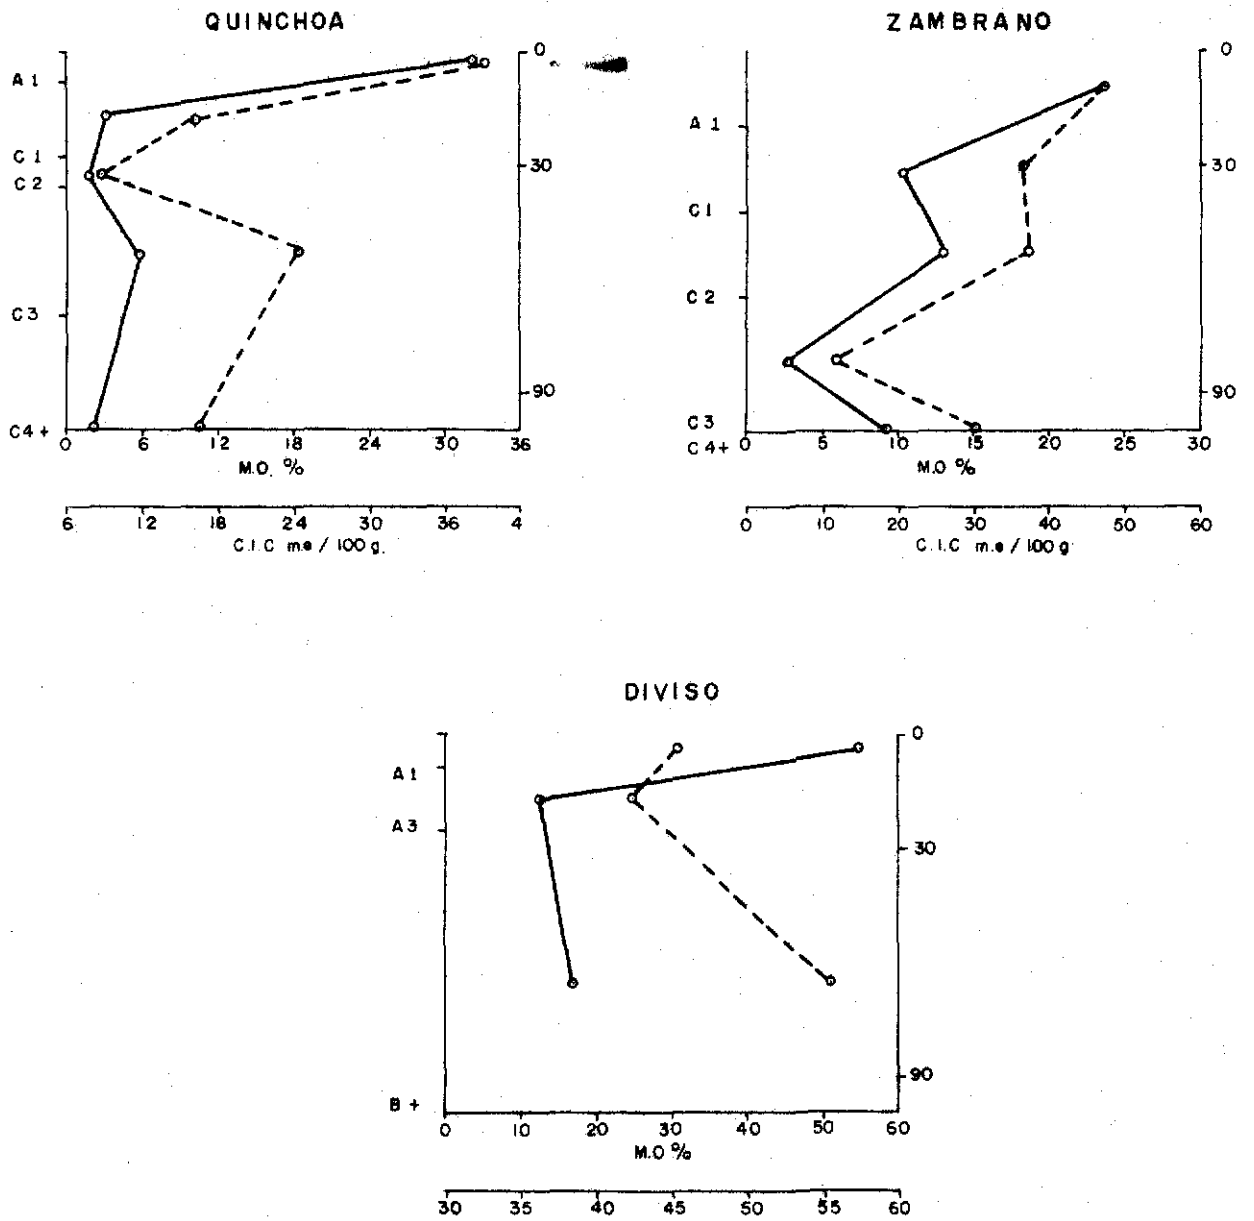 QUINCHOA
A 1
C 1
C 2
C 3
C4+
0
30
90
0 6 12 18 24 30 36
M.O. %
6 12 18 24 30 36 4
C.I.C m.e / 100 g.
ZAMBRANO
A 1
C 1
C 2
C 3
C 4+
0
30
90
0 5 10 15 20 25 30
M.O %
0 10 20 30 40 50 60
C.I.C m.e / 100 g
DIVISO
A 1
A 3
B +
0
30
90
0 10 20 30 40 50 60
M.O %
30 35 40 45 50 55 60